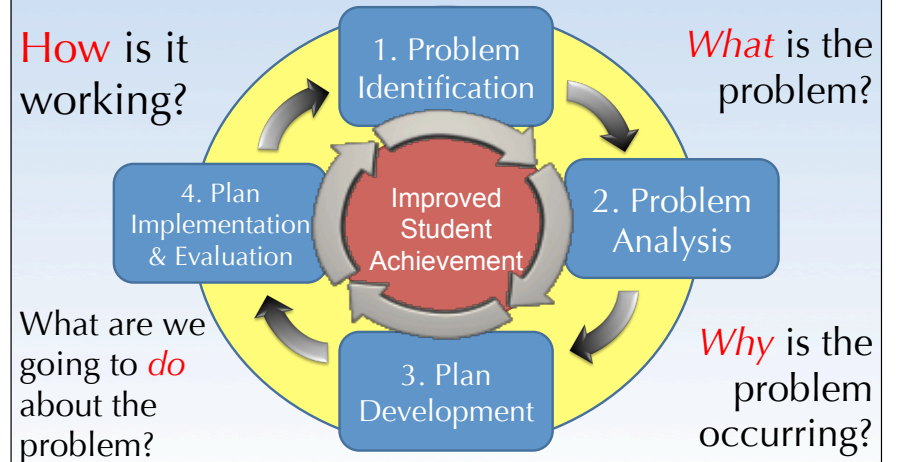 How is it
working?
1. Problem
Identification
What is the
problem?
4. Plan
Implementation
& Evaluation
Improved
Student
Achievement
2. Problem
Analysis
What are we
going to do
about the
problem?
3. Plan
Development
Why is the
problem
occurring?